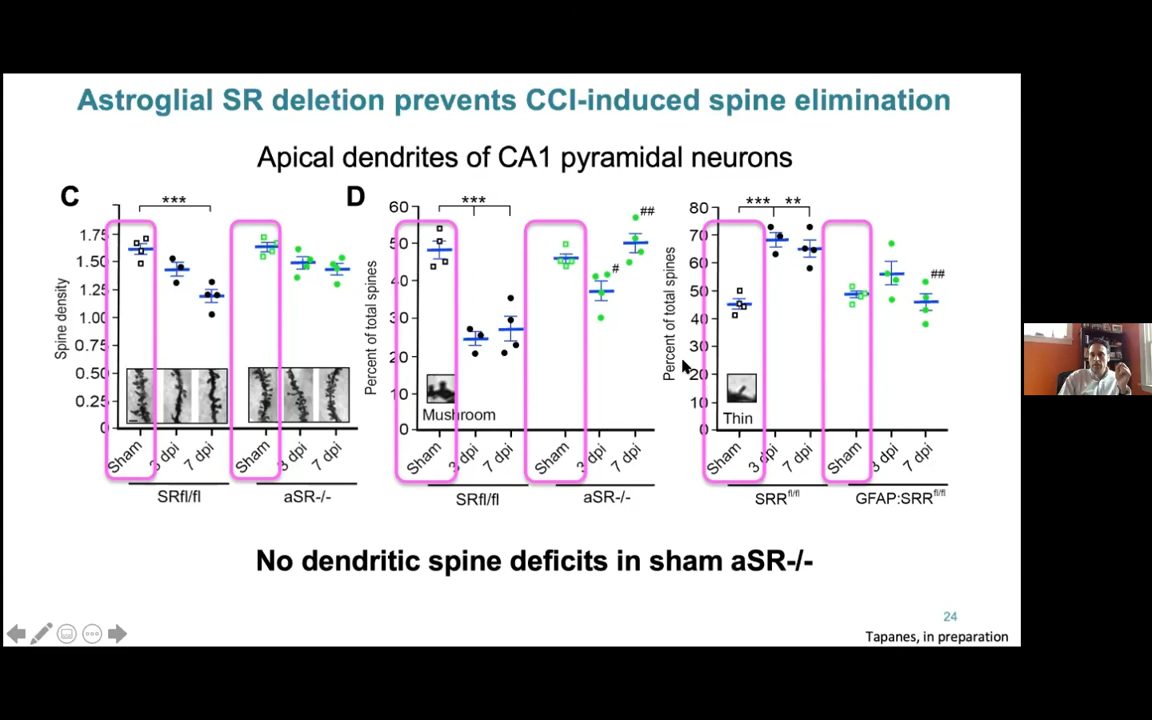 Astroglial SR deletion prevents CCI-induced spine elimination
Apical dendrites of CA1 pyramidal neurons
C
***
1.75
1.50
1.25
1.00
0.75
0.50
0.25
0
Spine density
Sham
3 dpi
7 dpi
Sham
3 dpi
7 dpi
SRfl/fl
aSR-/-
D
***
60
50
40
30
20
10
0
Percent of total spines
#
##
Mushroom
Sham
3 dpi
7 dpi
Sham
3 dpi
7 dpi
SRfl/fl
aSR-/-
*** **
80
70
60
50
40
30
20
10
0
Percent of total spines
##
Thin
Sham
3 dpi
7 dpi
Sham
3 dpi
7 dpi
SRR fl/fl
GFAP:SRR fl/fl
No dendritic spine deficits in sham aSR-/-
24
Tapanes, in preparation